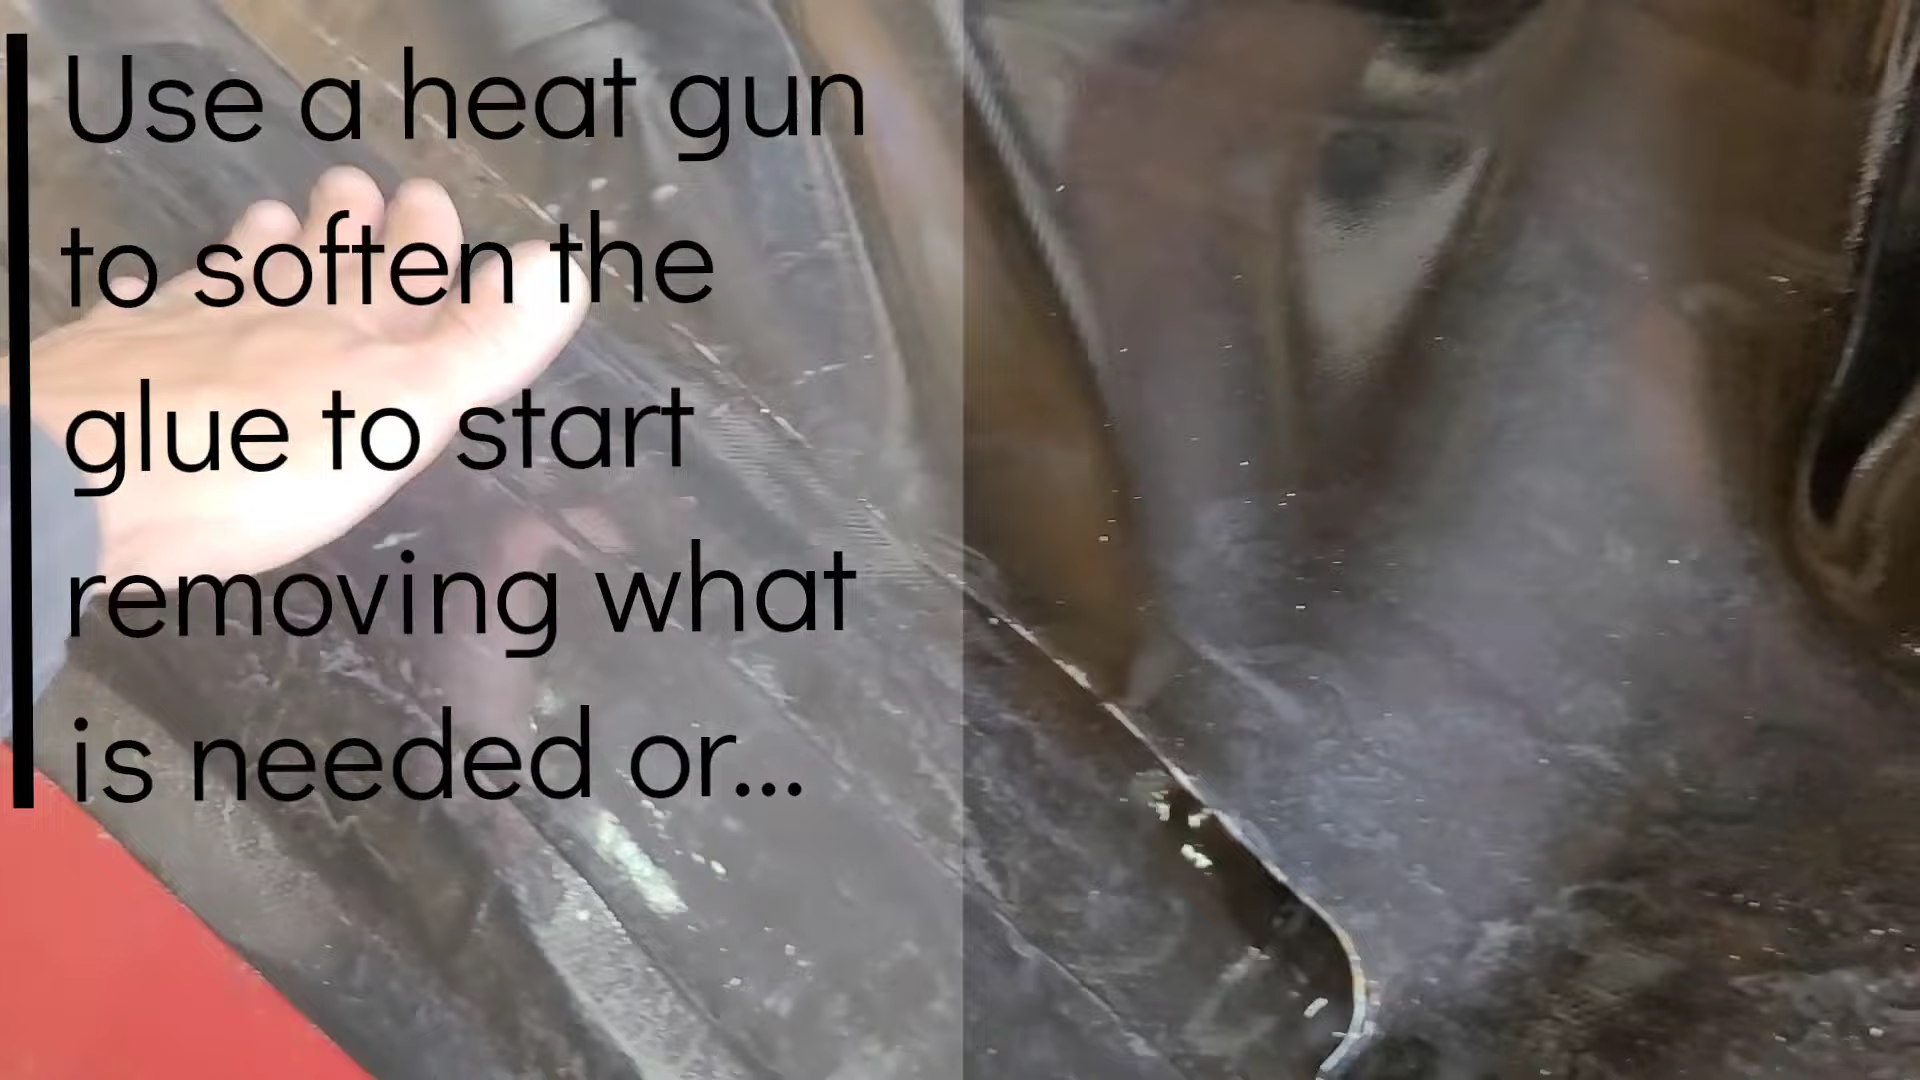 Use a heat gun
to soften the
glue to start
removing what
is needed or...